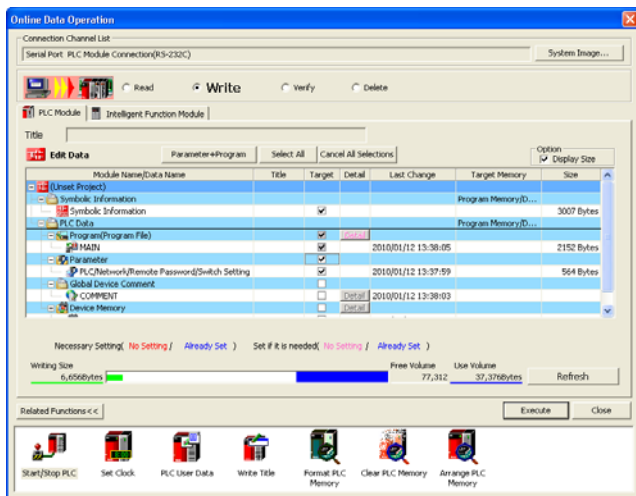 Online Data Operation
Connection Channel List
Serial Port PLC Module Connection(RS-232C)
System Image...
Read
Write
Verify
Delete
PLC Module
Intelligent Function Module
Title
Edit Data
Parameter+Program
Select All
Cancel All Selections
Option
Display Size
Module Name/Data Name Title Target Detail Last Change Target Memory Size
(Unset Project)
Symbolic Information Program Memory/D...
Symbolic Information 3007 Bytes
PLC Data Program Memory/D...
Program(Program File) Detail
MAIN 2010/01/12 13:38:05 2152 Bytes
Parameter
PLC/Network/Remote Password/Switch Setting 2010/01/12 13:37:59 564 Bytes
Global Device Comment
COMMENT Detail 2010/01/12 13:38:03
Device Memory Detail
Necessary Setting( No Setting / Already Set ) Set if it is needed( No Setting / Already Set )
Writing Size
6,656Bytes
Free Volume
77,312
Use Volume
37,376Bytes
Refresh
Related Functions<<
Execute
Close
Start/Stop PLC
Set Clock
PLC User Data
Write Title
Format PLC Memory
Clear PLC Memory
Arrange PLC Memory